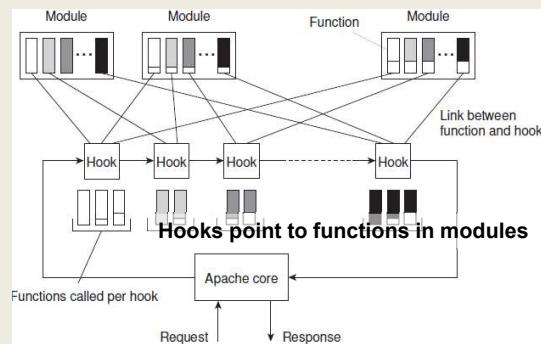 Module
Module
Function
Module
Link between
function and hook
Hook
Hook
Hook
Hook
Hooks point to functions in modules
Apache core
Functions called per hook
Request
Response